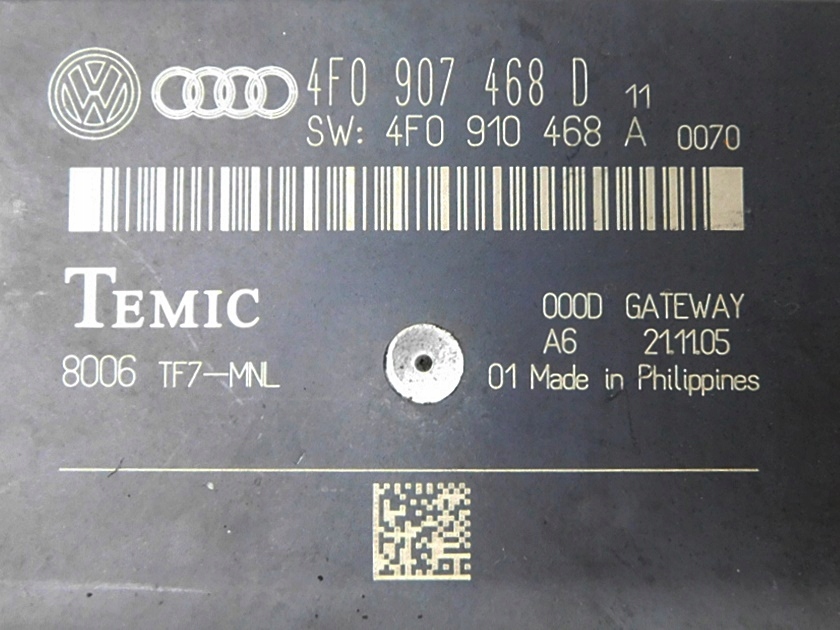 4F0 907 468 D 11
SW: 4F0 910 468 A 0070
TEMIC
000D GATEWAY
A6 21.11.05
8006 TF7-MNL
01 Made in Philippines